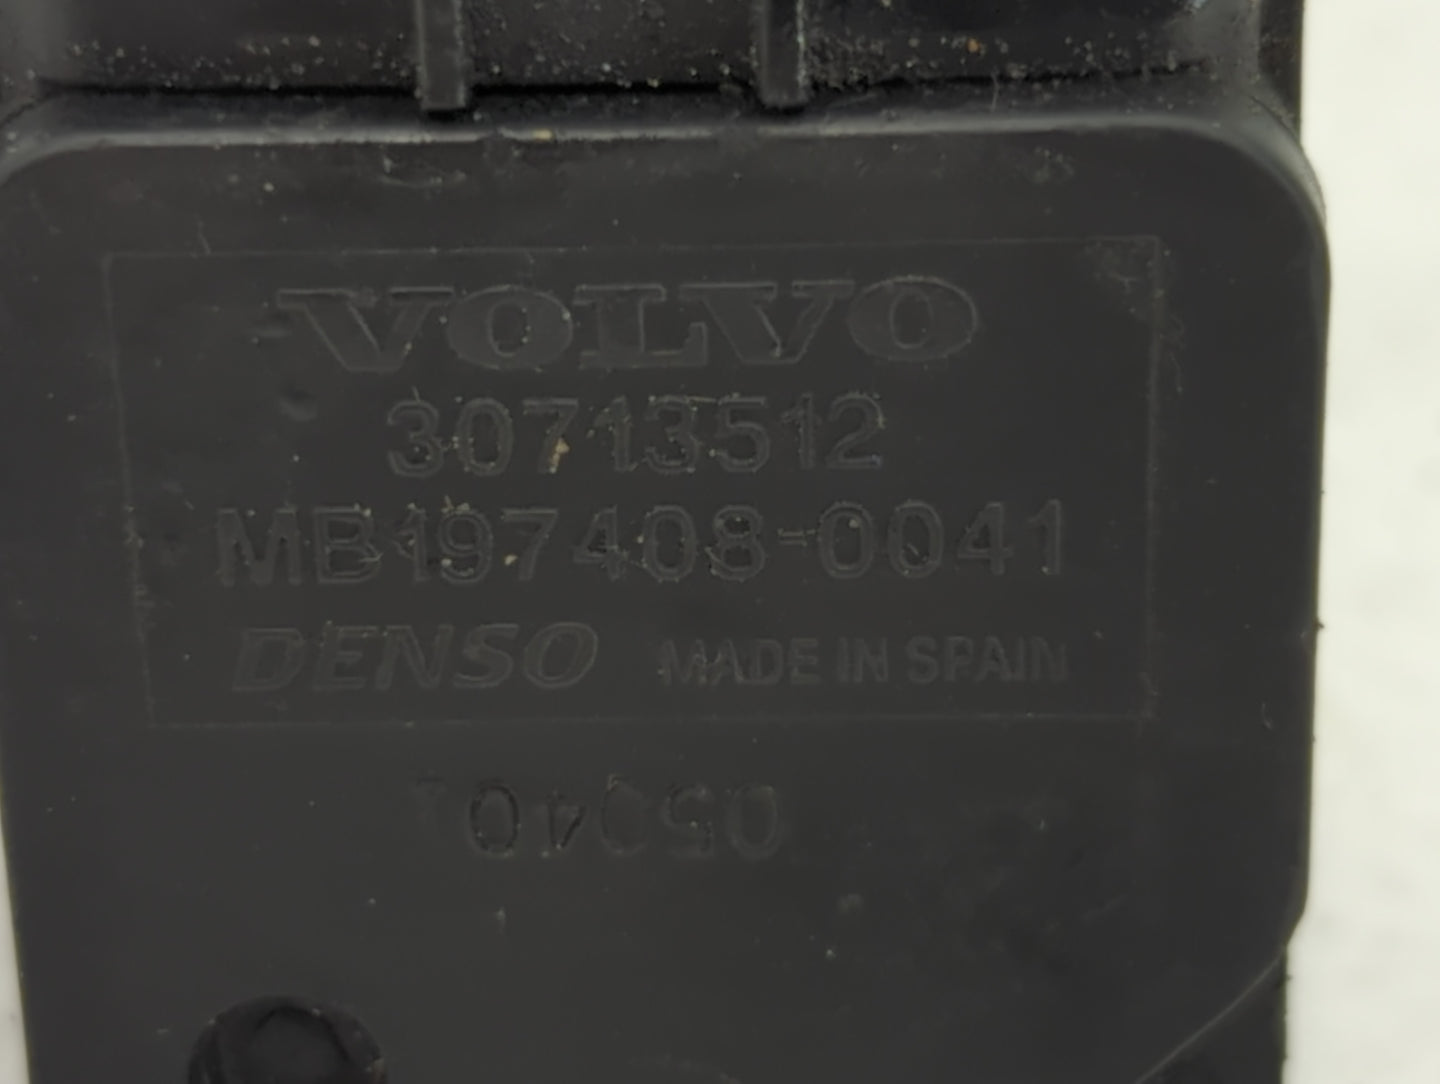 VOLVO
30713512
MB197408-0041
DENSO MADE IN SPAIN
050401